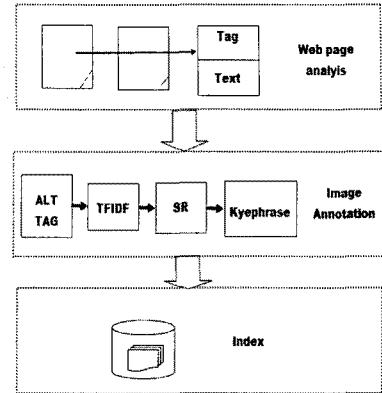 Tag
Text
Web page
analyis
ALT
TAG
TFIDF
SR
Kyephrase
Image
Annotation
Index